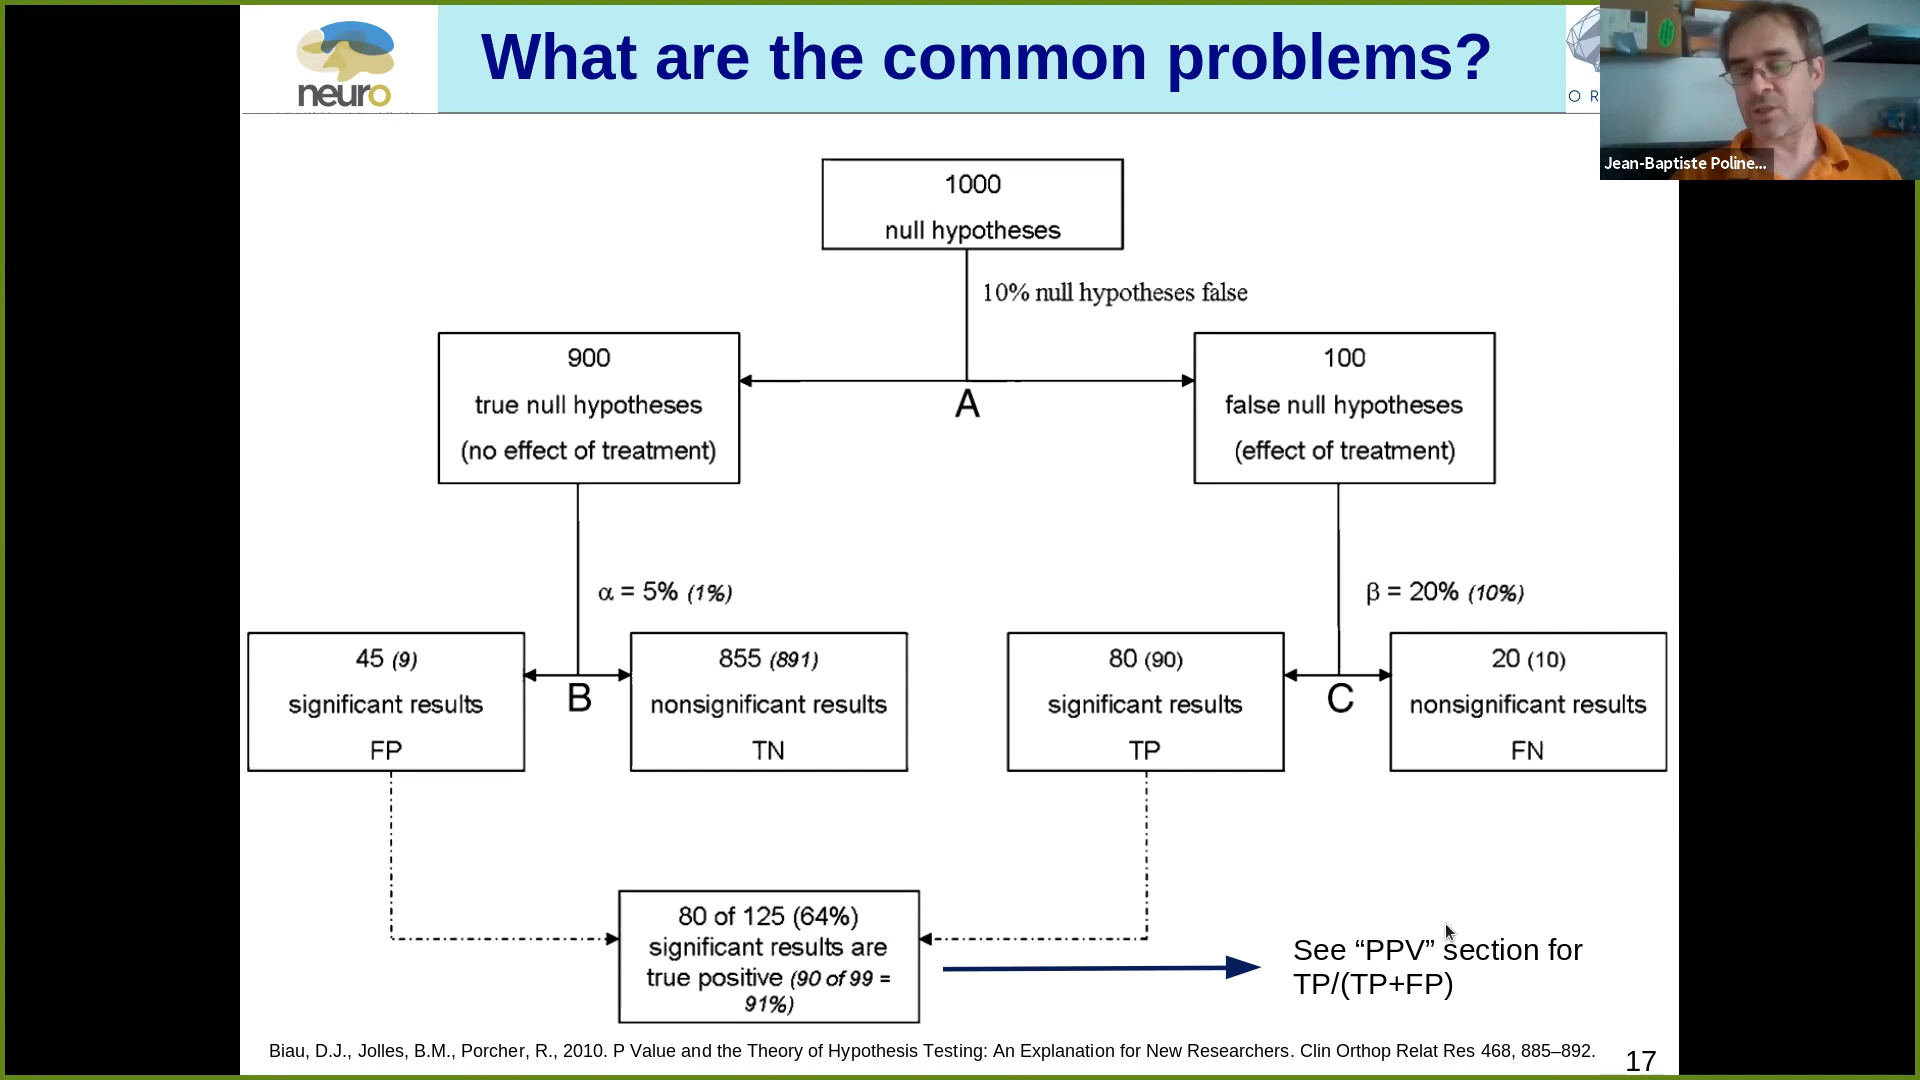 neuro
What are the common problems?
O R
Jean-Baptiste Poline...
1000
null hypotheses
10% null hypotheses false
900
true null hypotheses
(no effect of treatment)
A
100
false null hypotheses
(effect of treatment)
α = 5% (1%)
β = 20% (10%)
45 (9)
significant results
FP
B
855 (891)
nonsignificant results
TN
80 (90)
significant results
TP
C
20 (10)
nonsignificant results
FN
80 of 125 (64%)
significant results are
true positive (90 of 99 =
91%)
See “PPV” section for
TP/(TP+FP)
Biau, D.J., Jolles, B.M., Porcher, R., 2010. P Value and the Theory of Hypothesis Testing: An Explanation for New Researchers. Clin Orthop Relat Res 468, 885–892.
17